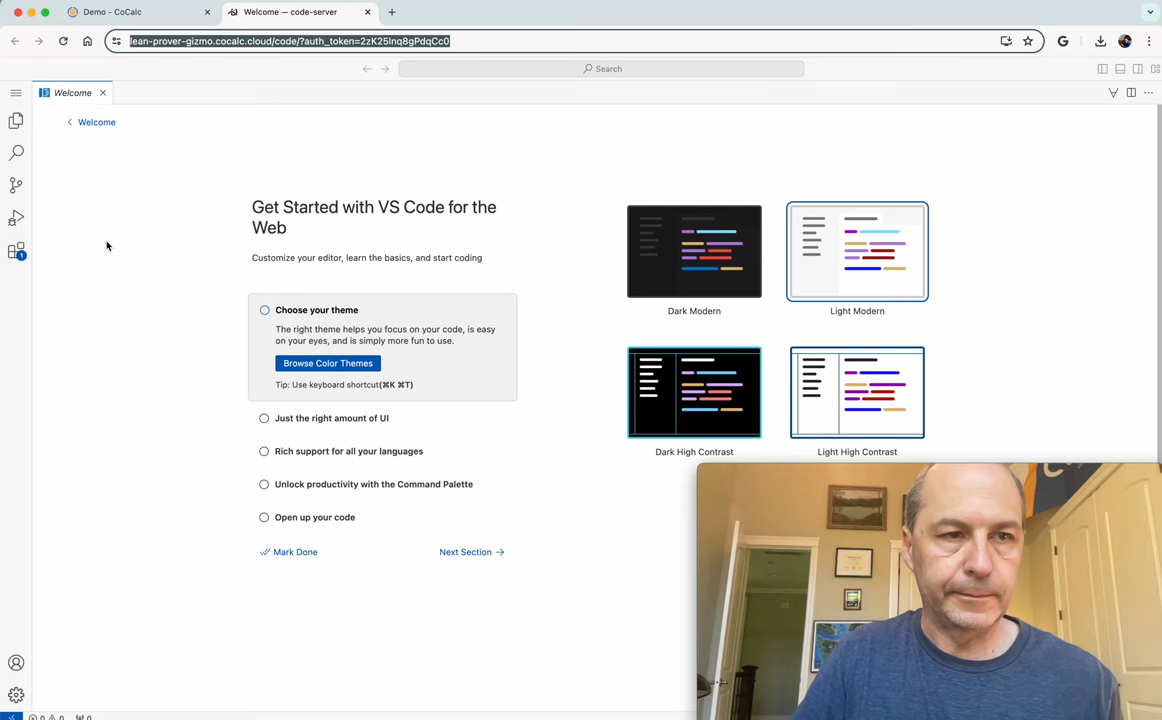 Demo - CoCalc
Welcome — code-server
lean-prover-gizmo.cocalc.cloud/code/?auth_token=2zK25Inq8gPdqCc0
Search
Welcome
Welcome
Get Started with VS Code for the
Web
Customize your editor, learn the basics, and start coding
Choose your theme
The right theme helps you focus on your code, is easy
on your eyes, and is simply more fun to use.
Browse Color Themes
Tip: Use keyboard shortcut(⌘K ⌘T)
Just the right amount of UI
Rich support for all your languages
Unlock productivity with the Command Palette
Open up your code
Mark Done
Next Section
Dark Modern
Light Modern
Dark High Contrast
Light High Contrast
1
0 0 0